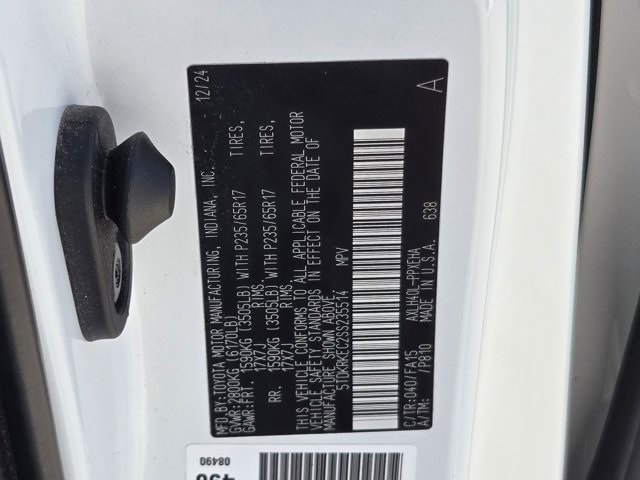 MFD.BY:TOYOTA MOTOR MANUFACTURING, INDIANA, INC. 12/24
GVWR:2800KG (6170LB)
GAWR:FRT. 1590KG (3505LB) WITH P235/65R17 TIRES,
17X7J RIMS,
RR. 1590KG (3505LB) WITH P235/65R17 TIRES,
17X7J RIMS.
THIS VEHICLE CONFORMS TO ALL APPLICABLE FEDERAL MOTOR
VEHICLE SAFETY STANDARDS IN EFFECT ON THE DATE OF
MANUFACTURE SHOWN ABOVE.
5TDKRKEC2SS235514 MPV
C/TR:040/FA15 AXLH40L-PPXEHA
A/TM: /P810 MADE IN U.S.A. 638
A
08490